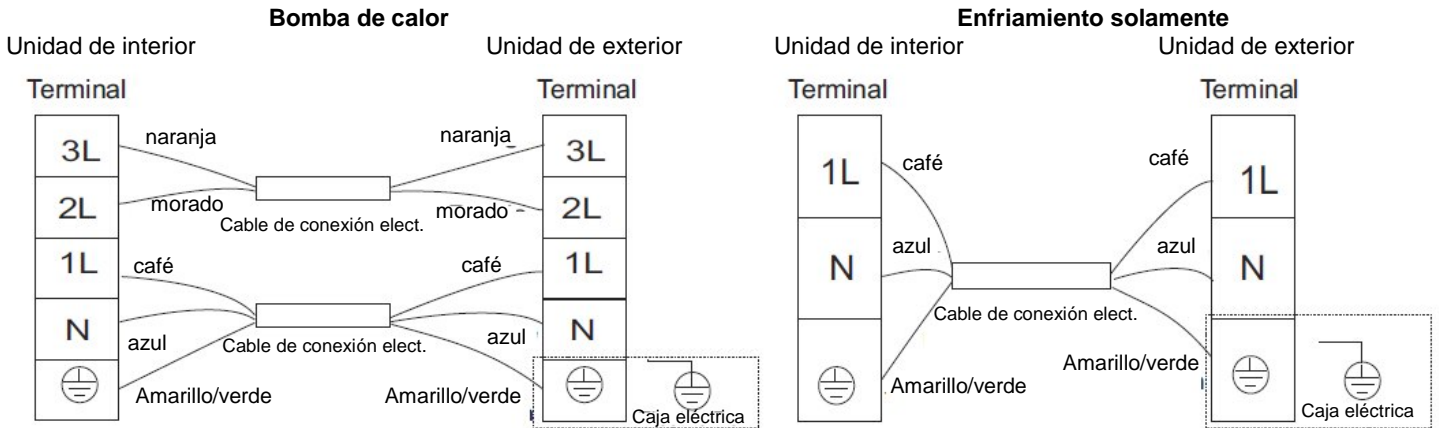 Bomba de calor
Unidad de interior
Unidad de exterior
Terminal
Terminal
3L
naranja
naranja
3L
2L
morado
Cable de conexión elect.
morado
2L
1L
café
café
1L
N
azul
Cable de conexión elect.
azul
N
Amarillo/verde
Amarillo/verde
Caja eléctrica
Enfriamiento solamente
Unidad de interior
Unidad de exterior
Terminal
Terminal
1L
café
café
1L
N
azul
azul
N
Cable de conexión elect.
Amarillo/verde
Amarillo/verde
Caja eléctrica